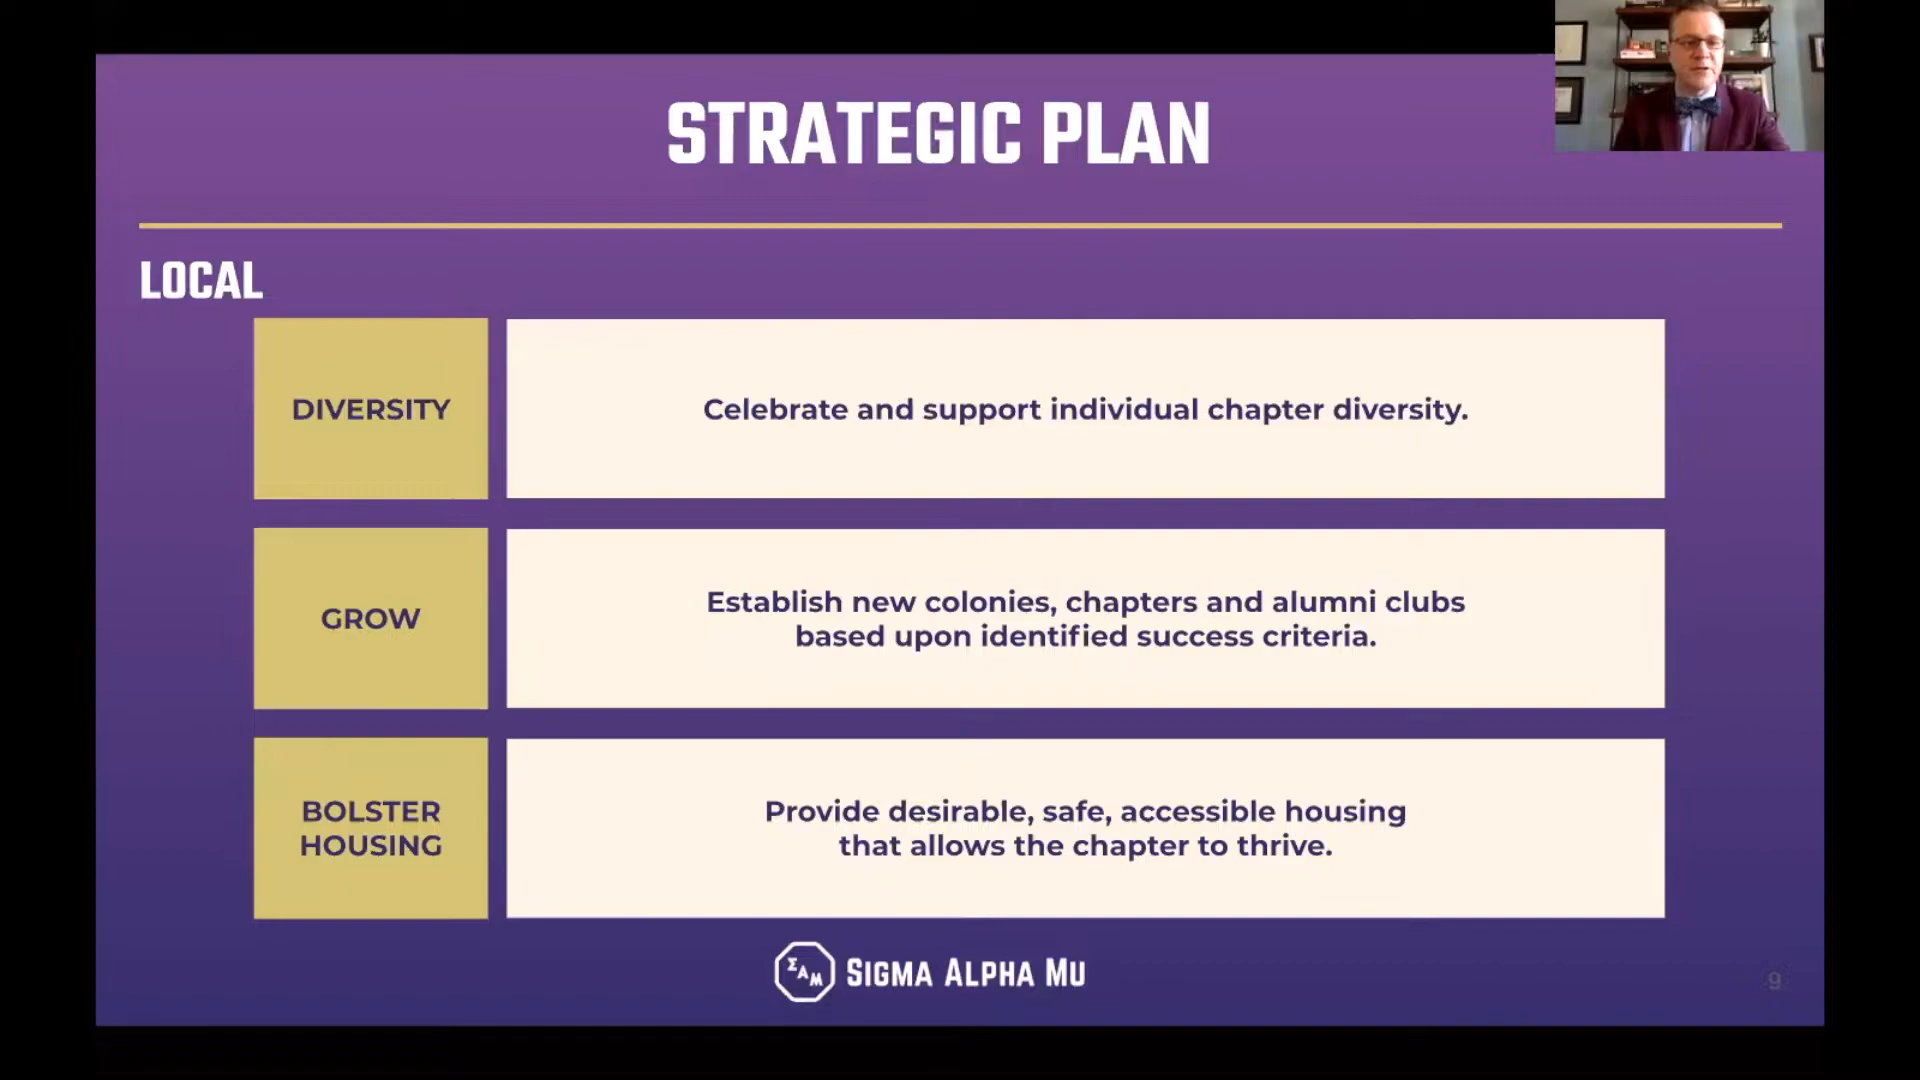 STRATEGIC PLAN
LOCAL
DIVERSITY
Celebrate and support individual chapter diversity.
GROW
Establish new colonies, chapters and alumni clubs
based upon identified success criteria.
BOLSTER
HOUSING
Provide desirable, safe, accessible housing
that allows the chapter to thrive.
ΣΑΜ SIGMA ALPHA MU
9